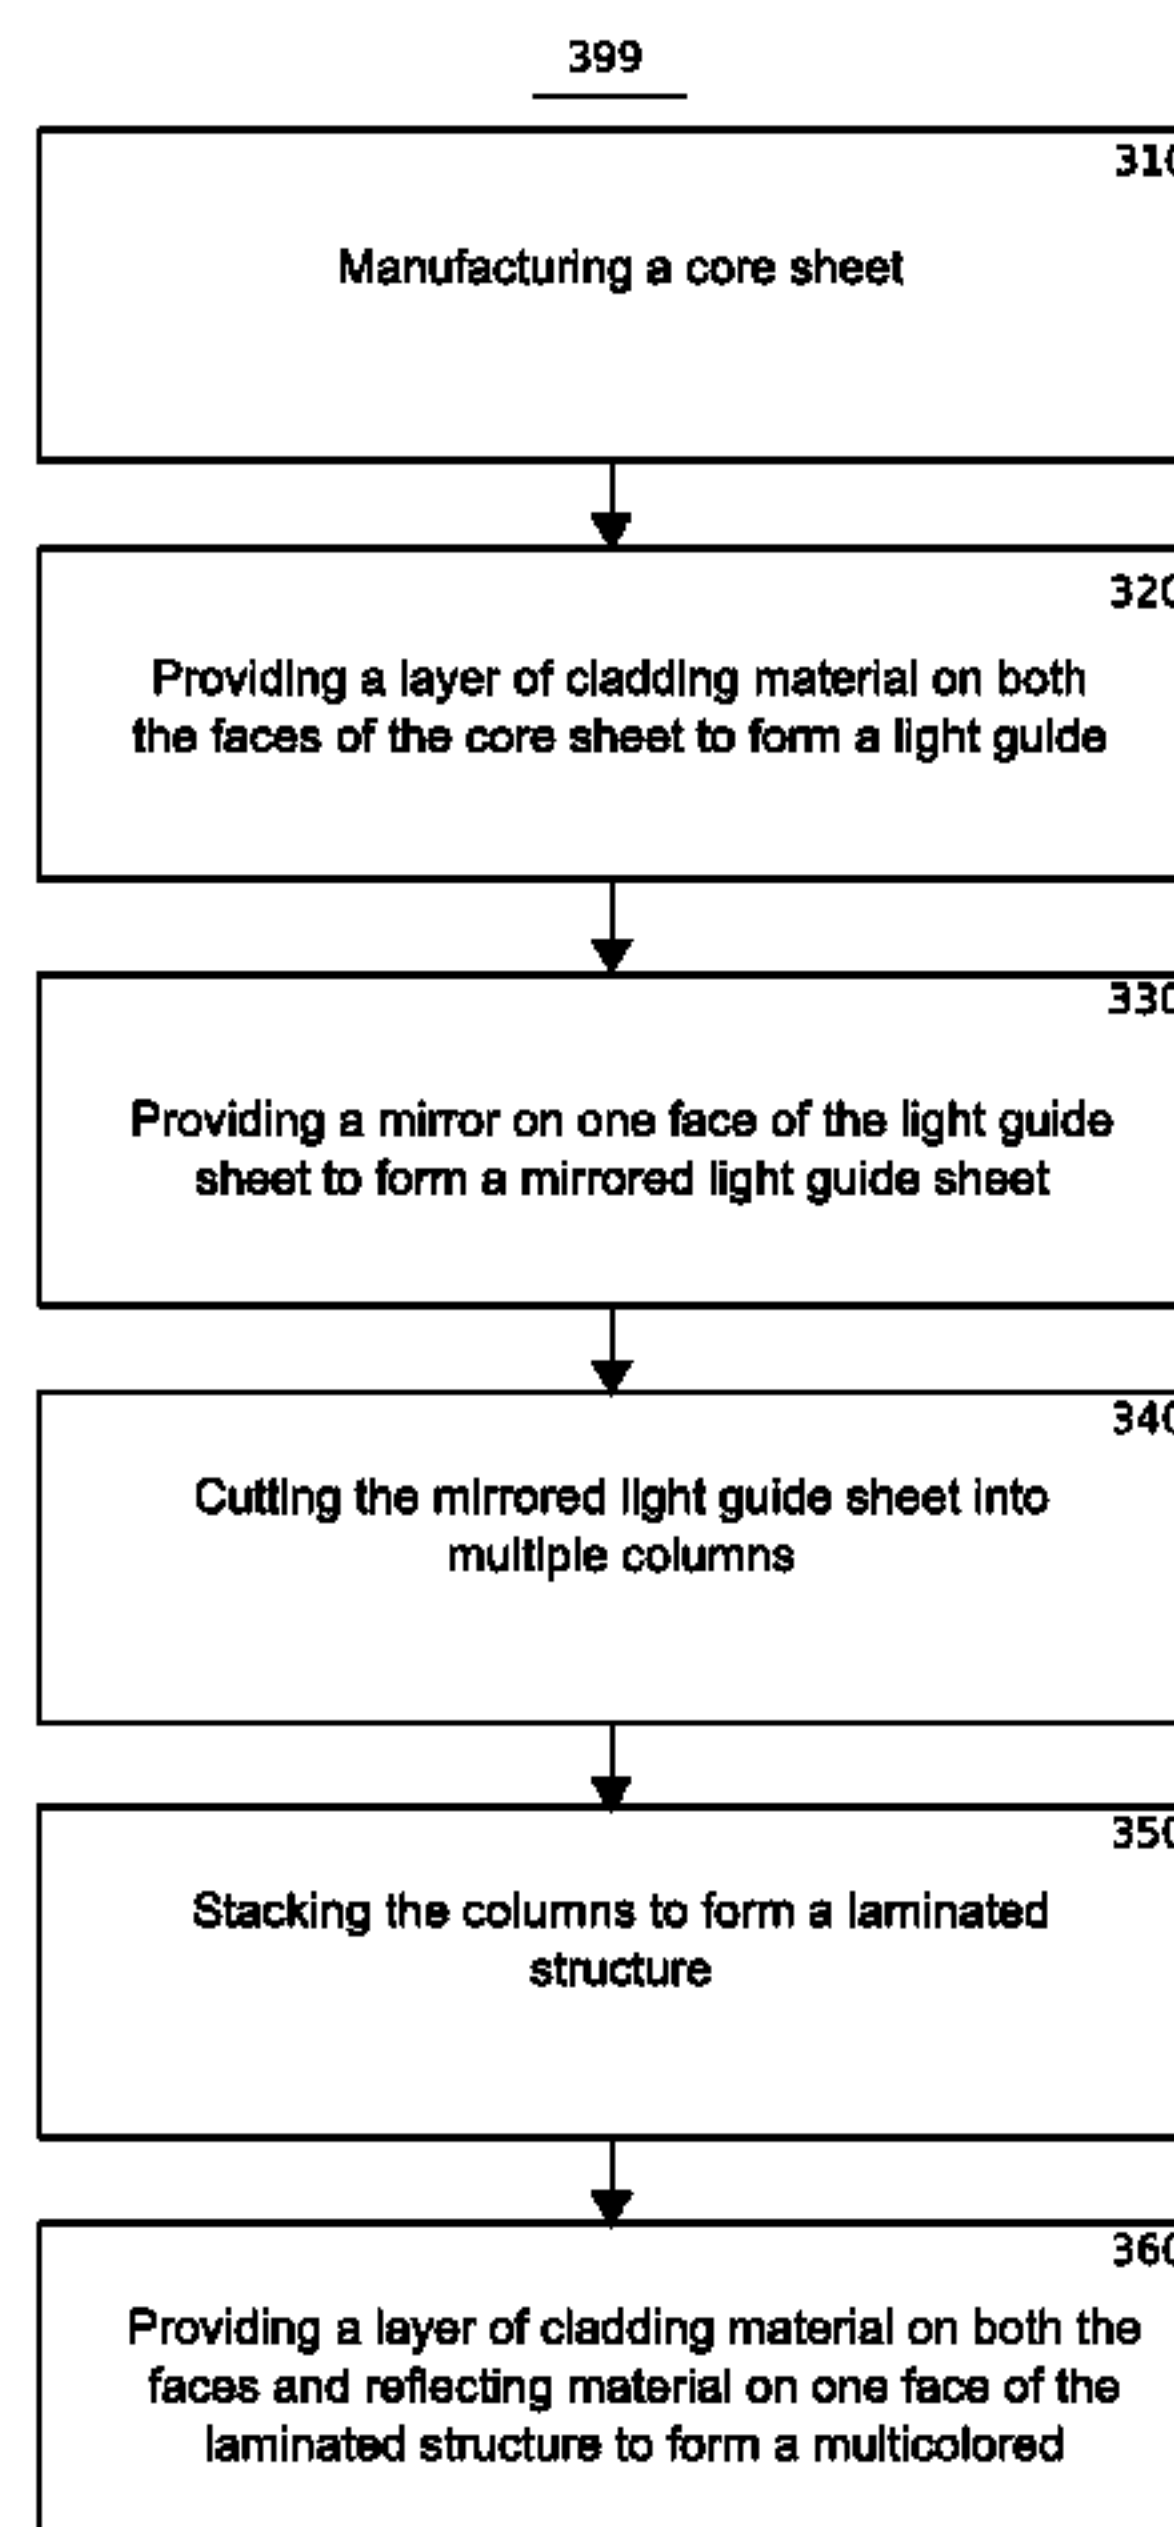 399
310
Manufacturing a core sheet
320
Providing a layer of cladding material on both
the faces of the core sheet to form a light guide
330
Providing a mirror on one face of the light guide
sheet to form a mirrored light guide sheet
340
Cutting the mirrored light guide sheet into
multiple columns
350
Stacking the columns to form a laminated
structure
360
Providing a layer of cladding material on both the
faces and reflecting material on one face of the
laminated structure to form a multicolored